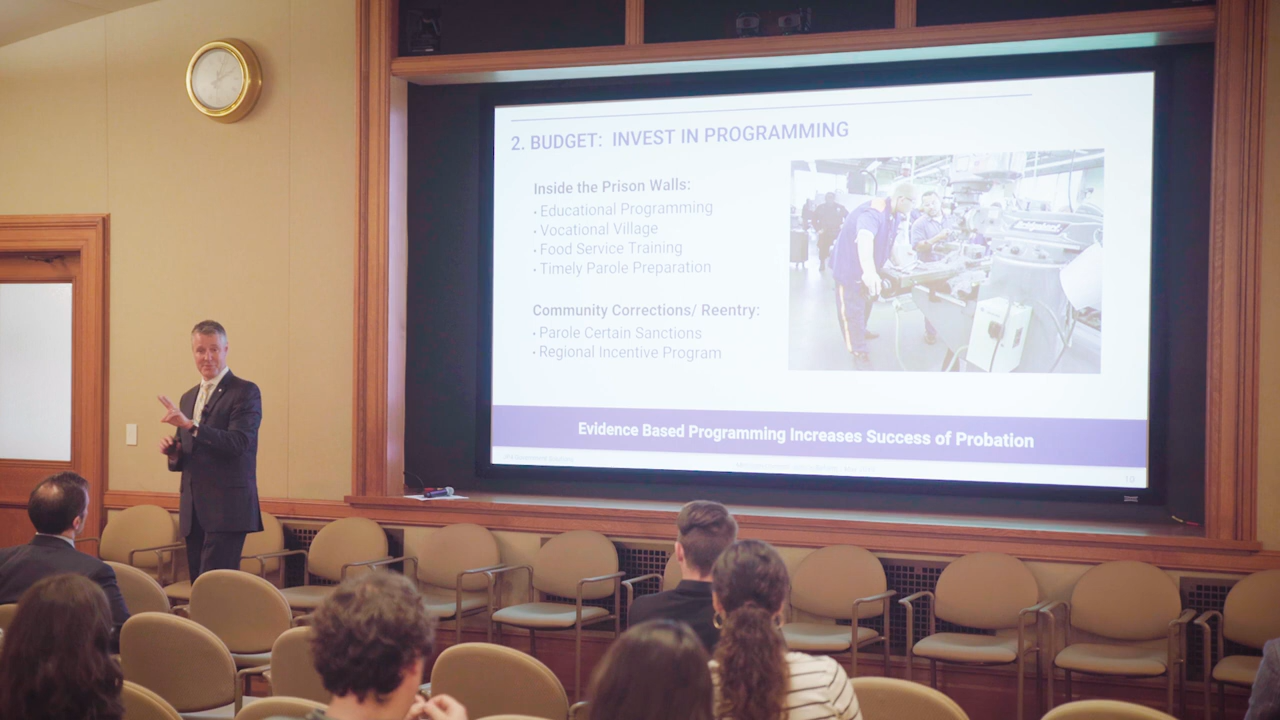 2. BUDGET: INVEST IN PROGRAMMING
Inside the Prison Walls:
• Educational Programming
• Vocational Village
• Food Service Training
• Timely Parole Preparation
Community Corrections/ Reentry:
• Parole Certain Sanctions
• Regional Incentive Program
Evidence Based Programming Increases Success of Probation
10